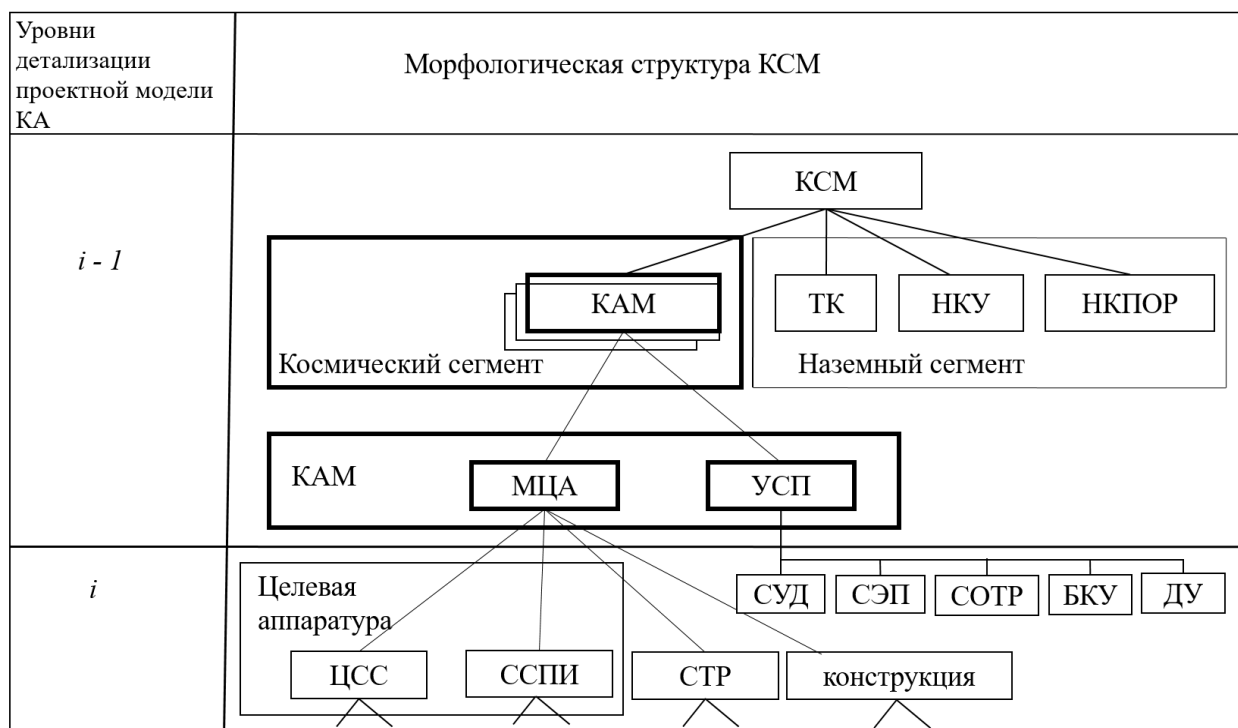 Уровни
детализации
проектной модели
КА
Морфологическая структура КСМ
i - 1
КСМ
КАМ
ТК
НКУ
НКПОР
Космический сегмент
Наземный сегмент
КАМ
МЦА
УСП
i
Целевая
аппаратура
СУД
СЭП
СОТР
БКУ
ДУ
ЦСС
ССПИ
СТР
конструкция